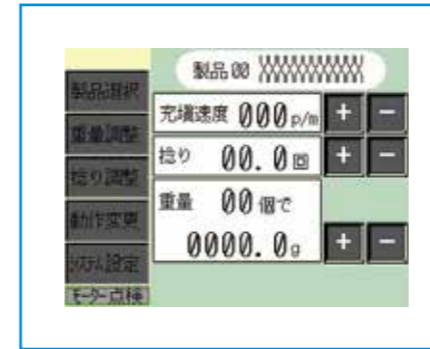 製品00 XXXXXXXXXX
製品選択
充填速度 000p/m + -
重量調整
捻り 00.0回 + -
捻り調整
重量 00個で
動作変更
0000.0g + -
システム設定
モーター点検